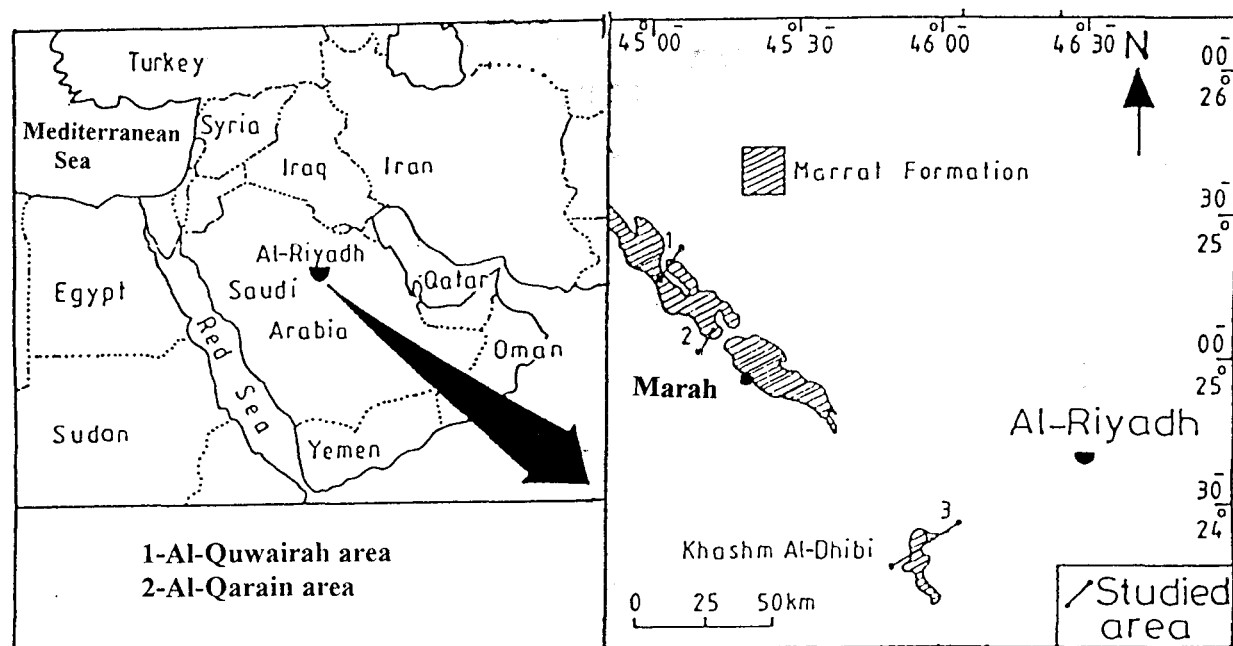 Turkey
Mediterranean
Sea
Syria
Iraq
Iran
Al-Riyadh
Saudi
Arabia
Qatar
Egypt
Red Sea
Oman
Sudan
Yemen
1-Al-Quwairah area
2-Al-Qarain area
45°00'
45°30'
46°00'
46°30'
N
00'
26°
Marrat Formation
30'
25°
1
2
00'
25°
Marah
Al-Riyadh
30'
24°
3
Khashm Al-Dhibi
0 25 50km
Studied
area